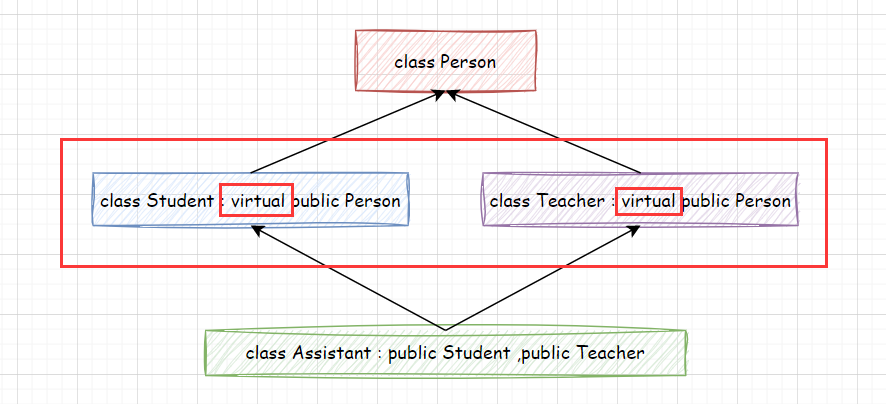 class Person
class Student : virtual public Person
class Teacher : virtual public Person
class Assistant : public Student ,public Teacher